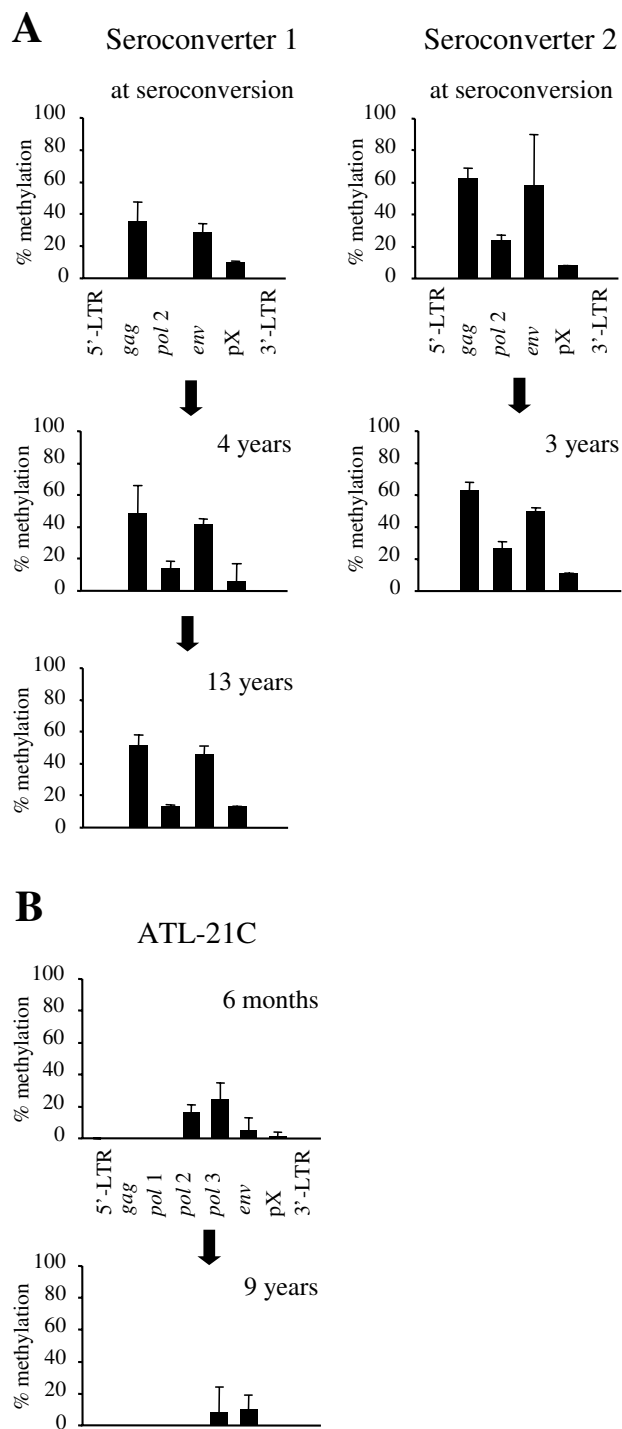 A
Seroconverter 1
at seroconversion
% methylation
100
80
60
40
20
0
5’-LTR
gag
pol 2
env
pX
3’-LTR
Seroconverter 2
at seroconversion
% methylation
100
80
60
40
20
0
5’-LTR
gag
pol 2
env
pX
3’-LTR
4 years
% methylation
100
80
60
40
20
0
3 years
% methylation
100
80
60
40
20
0
13 years
% methylation
100
80
60
40
20
0
B
ATL-21C
6 months
% methylation
100
80
60
40
20
0
5’-LTR
gag
pol 1
pol 2
pol 3
env
pX
3’-LTR
9 years
% methylation
100
80
60
40
20
0